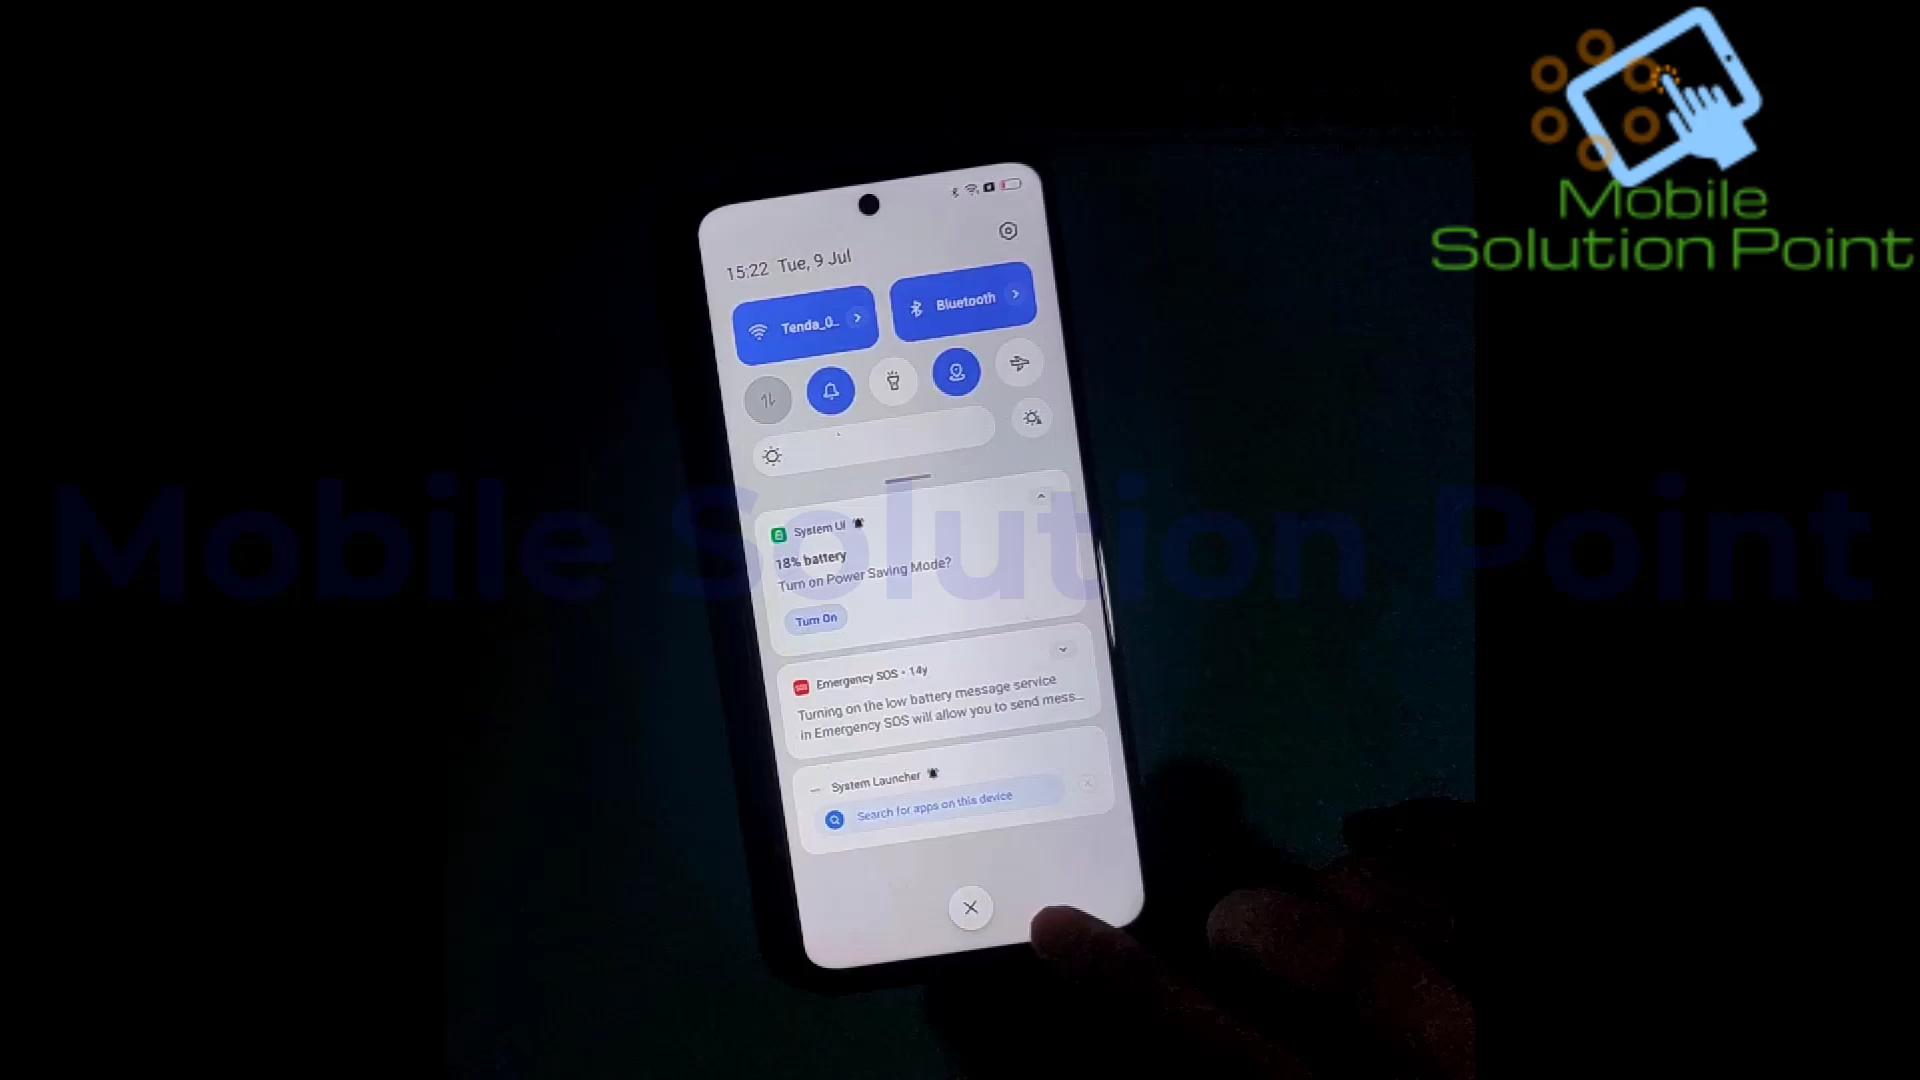 Mobile
Solution Point
15:22 Tue, 9 Jul
Tenda_0...
Bluetooth
System UI
18% battery
Turn on Power Saving Mode?
Turn On
Emergency SOS • 14y
Turning on the low battery message service
in Emergency SOS will allow you to send mess...
System Launcher
Search for apps on this device
Mobile Solution Point